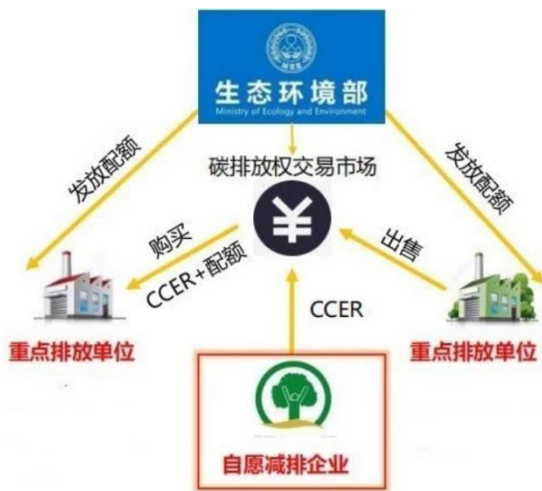 生态环境部
Ministry of Ecology and Environment
发放配额
碳排放权交易市场
发放配额
购买
CCER+配额
出售
CCER
重点排放单位
重点排放单位
自愿减排企业